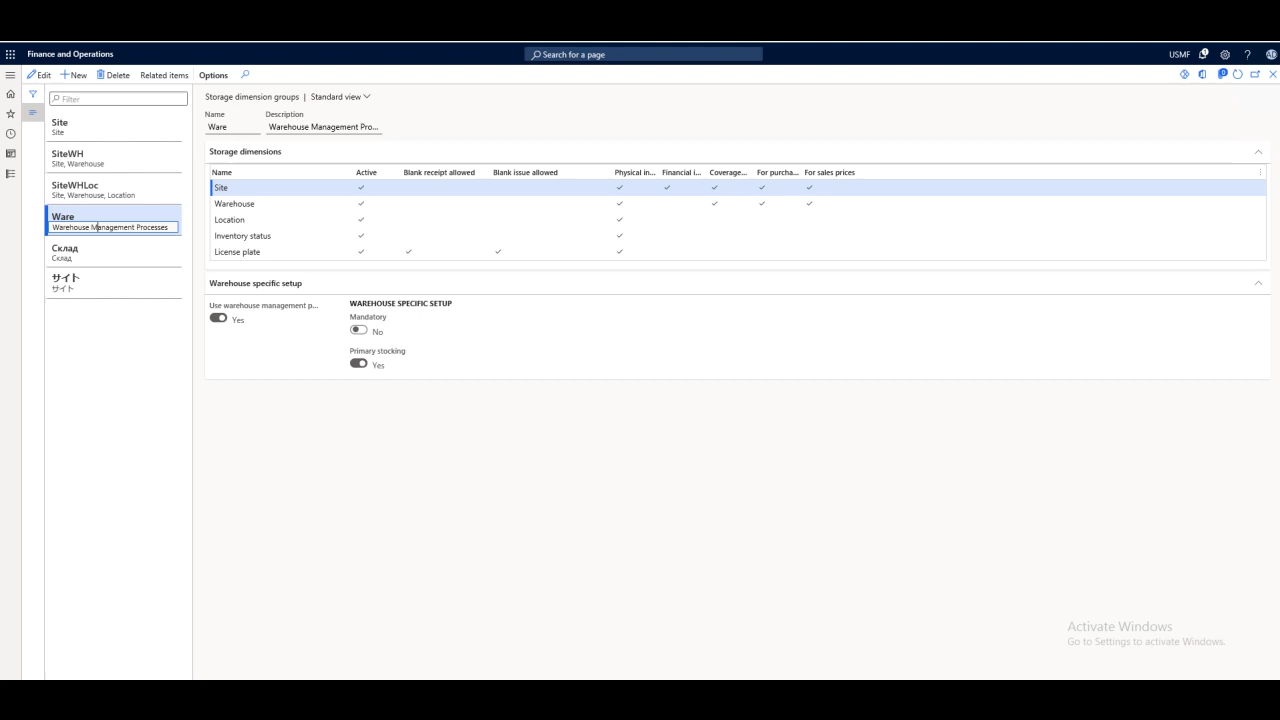 Finance and Operations
Search for a page
USMF
1
?
Edit
New
Delete
Related items
Options
0
Filter
Site
Site
SiteWH
Site, Warehouse
SiteWHLoc
Site, Warehouse, Location
Ware
Warehouse Management Processes
Склад
Склад
サイト
サイト
Storage dimension groups | Standard view
Name Description
Ware Warehouse Management Pro...
Storage dimensions
Name Active Blank receipt allowed Blank issue allowed Physical in... Financial i... Coverage... For purcha... For sales prices
Site
Warehouse
Location
Inventory status
License plate
Warehouse specific setup
Use warehouse management p...
Yes
WAREHOUSE SPECIFIC SETUP
Mandatory
No
Primary stocking
Yes
Activate Windows
Go to Settings to activate Windows.